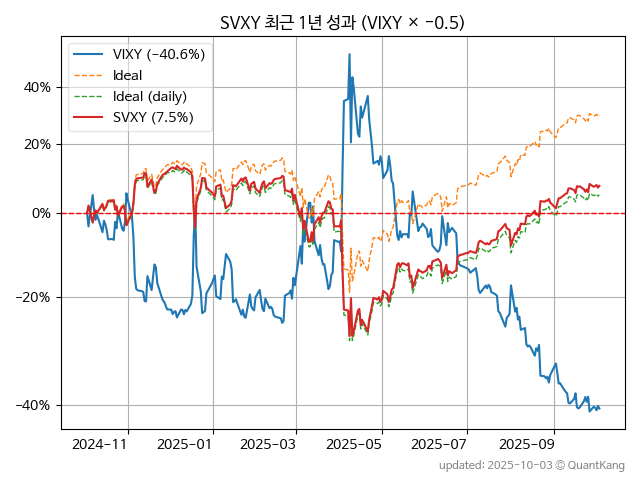 SVXY 최근 1년 성과 (VIXY × −0.5)
VIXY (−40.6%)
Ideal
Ideal (daily)
SVXY (7.5%)
40%
20%
0%
−20%
−40%
2024−11
2025−01
2025−03
2025−05
2025−07
2025−09
updated: 2025-10-03 © QuantKang